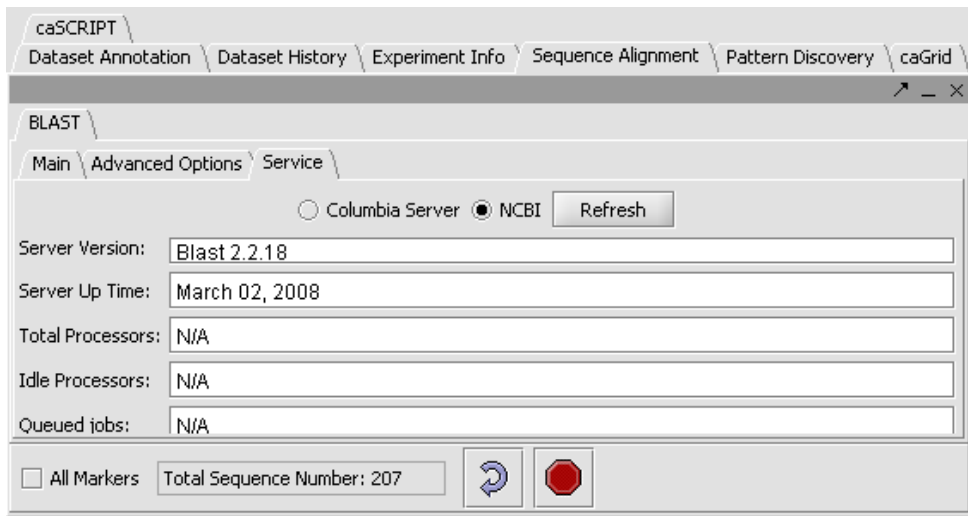 caSCRIPT
Dataset Annotation Dataset History Experiment Info Sequence Alignment Pattern Discovery caGrid
BLAST
Main Advanced Options Service
Columbia Server NCBI Refresh
Server Version: Blast 2.2.18
Server Up Time: March 02, 2008
Total Processors: N/A
Idle Processors: N/A
Queued jobs: N/A
All Markers Total Sequence Number: 207